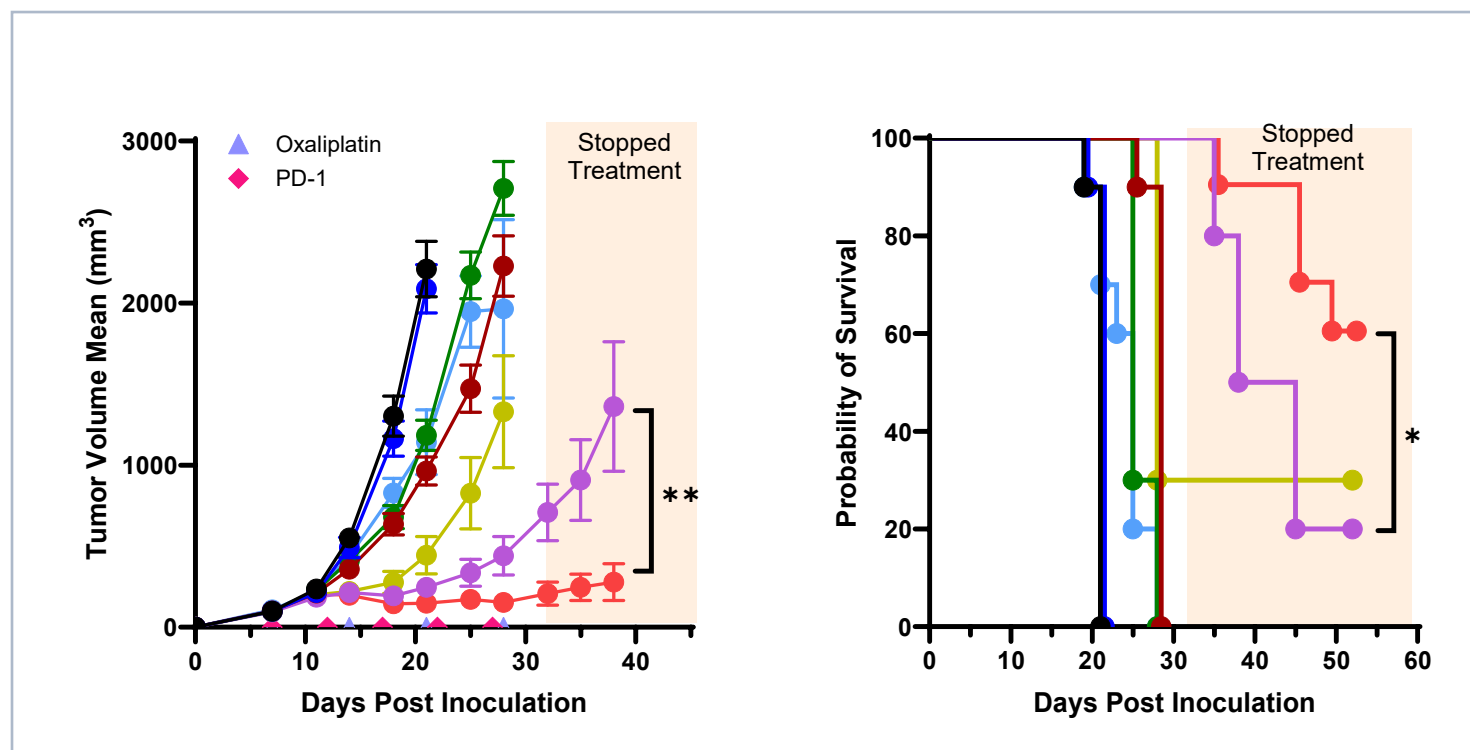 3000
2000
1000
0
Tumor Volume Mean (mm³)
Oxaliplatin
PD-1
Stopped
Treatment
**
0 10 20 30 40
Days Post Inoculation
100
80
60
40
20
0
Probability of Survival
Stopped
Treatment
*
0 10 20 30 40 50 60
Days Post Inoculation